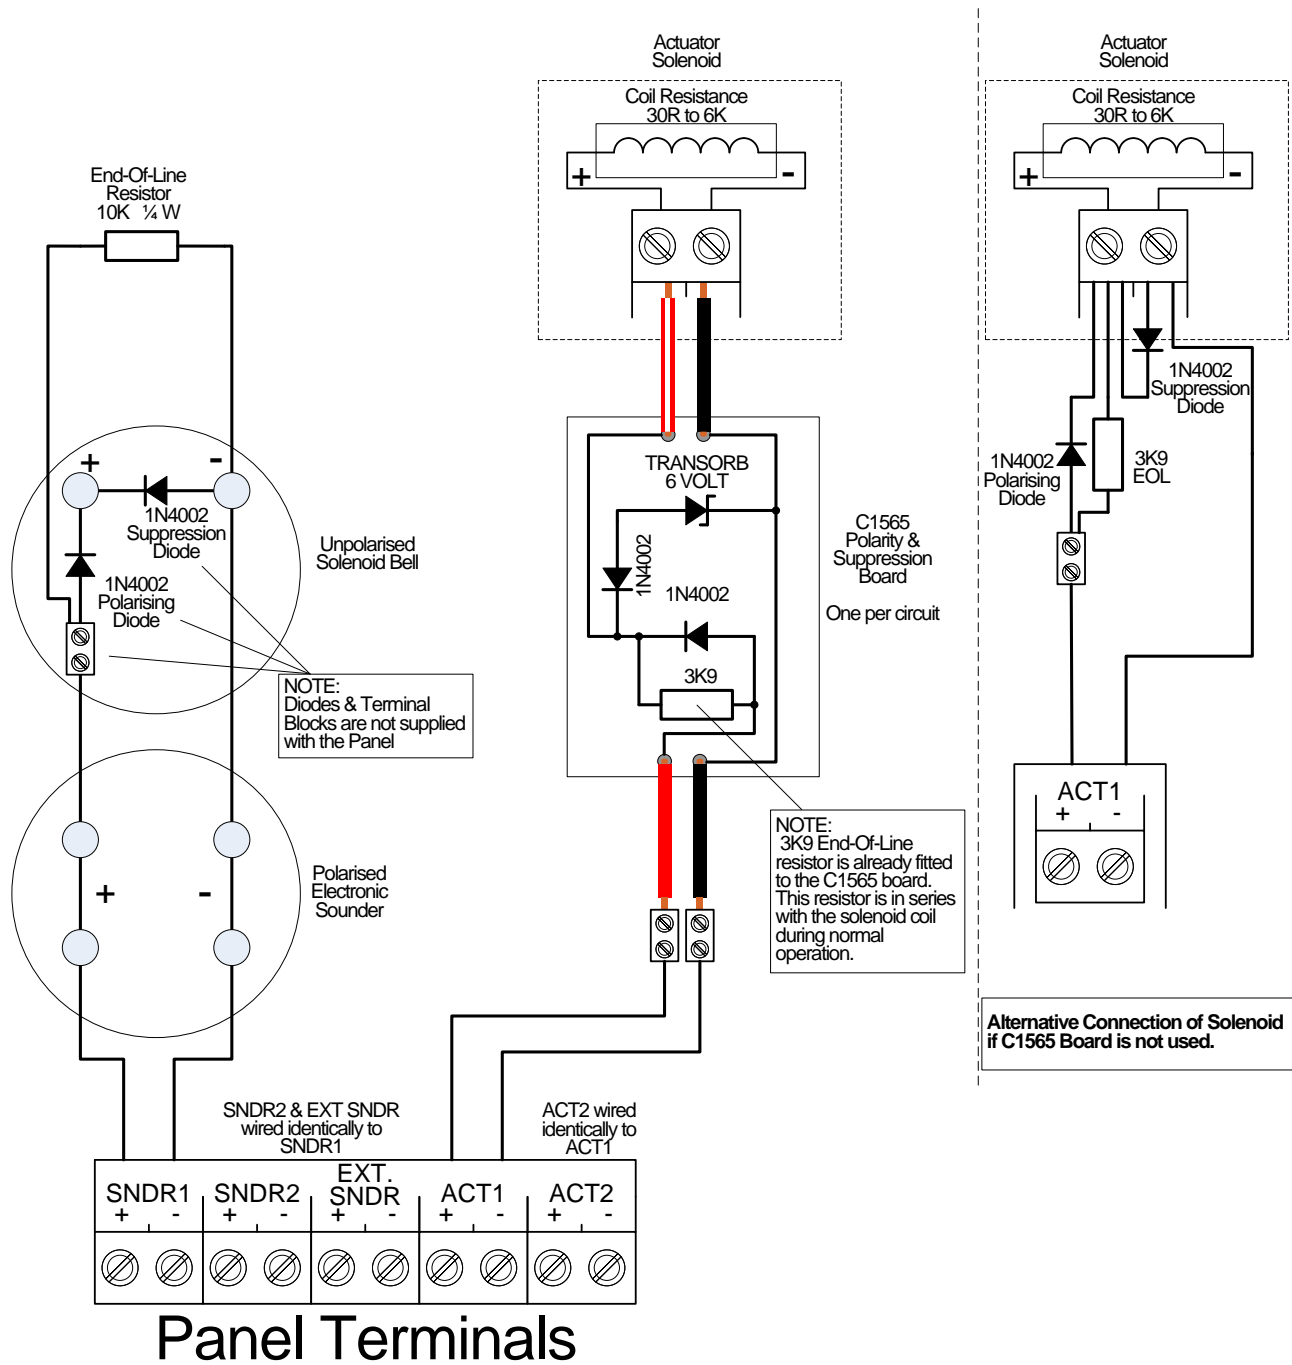 Actuator
Solenoid
Coil Resistance
30R to 6K
+ -
Actuator
Solenoid
Coil Resistance
30R to 6K
+ -
End-Of-Line
Resistor
10K ¼ W
+ -
1N4002
Suppression
Diode
1N4002
Polarising
Diode
Unpolarised
Solenoid Bell
NOTE:
Diodes & Terminal
Blocks are not supplied
with the Panel
+ -
Polarised
Electronic
Sounder
TRANSORB
6 VOLT
1N4002
1N4002
3K9
C1565
Polarity &
Suppression
Board
One per circuit
NOTE:
3K9 End-Of-Line
resistor is already fitted
to the C1565 board.
This resistor is in series
with the solenoid coil
during normal
operation.
1N4002
Suppression
Diode
1N4002
Polarising
Diode
3K9
EOL
ACT1
+ -
Alternative Connection of Solenoid
if C1565 Board is not used.
SNDR2 & EXT SNDR
wired identically to
SNDR1
ACT2 wired
identically to
ACT1
SNDR1
+ -
SNDR2
+ -
EXT.
SNDR
+ -
ACT1
+ -
ACT2
+ -
Panel Terminals